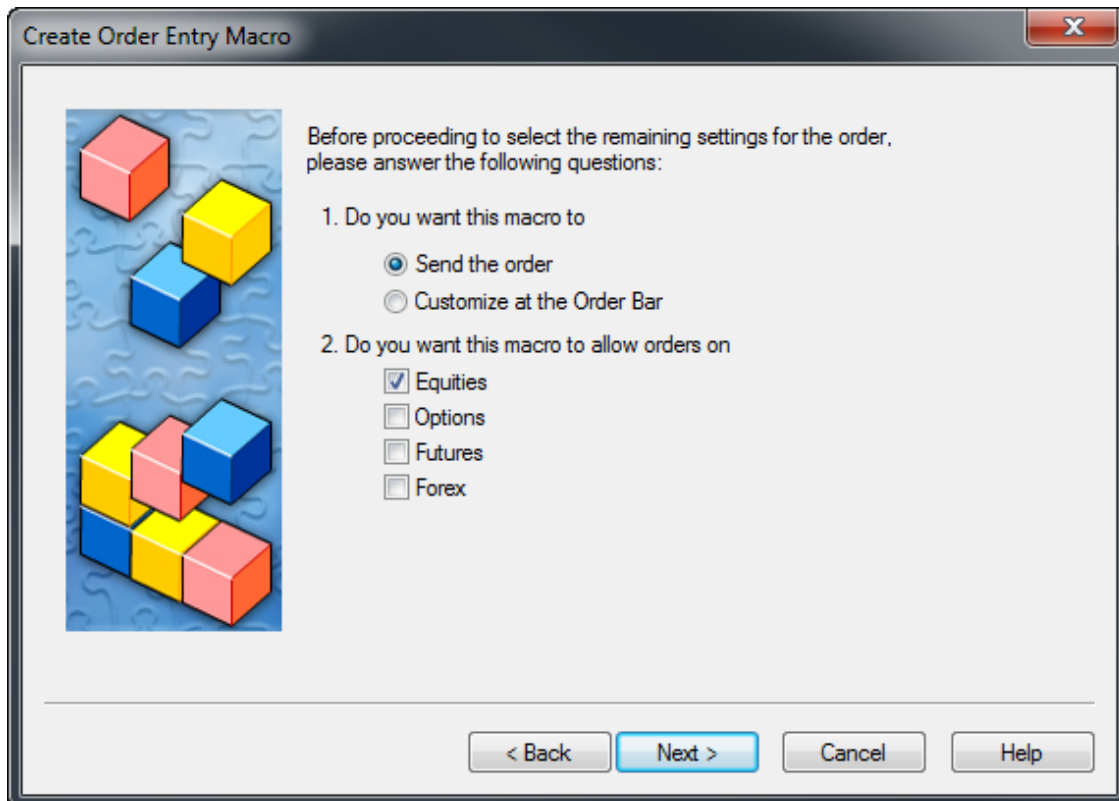 Create Order Entry Macro
Before proceeding to select the remaining settings for the order,
please answer the following questions:
1. Do you want this macro to
Send the order
Customize at the Order Bar
2. Do you want this macro to allow orders on
Equities
Options
Futures
Forex
< Back Next > Cancel Help